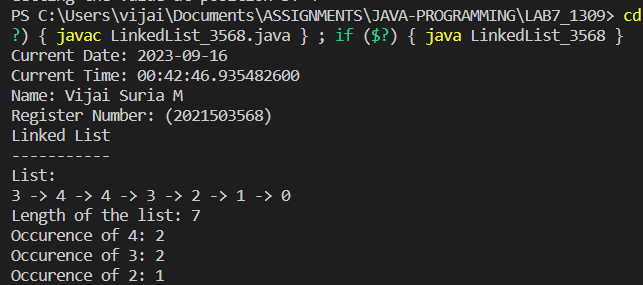 PS C:\Users\vijai\Documents\ASSIGNMENTS\JAVA-PROGRAMMING\LAB7_1309> cd
?) { javac LinkedList_3568.java } ; if ($?) { java LinkedList_3568 }
Current Date: 2023-09-16
Current Time: 00:42:46.935482600
Name: Vijai Suria M
Register Number: (2021503568)
Linked List
-----------
List:
3 -> 4 -> 4 -> 3 -> 2 -> 1 -> 0
Length of the list: 7
Occurence of 4: 2
Occurence of 3: 2
Occurence of 2: 1